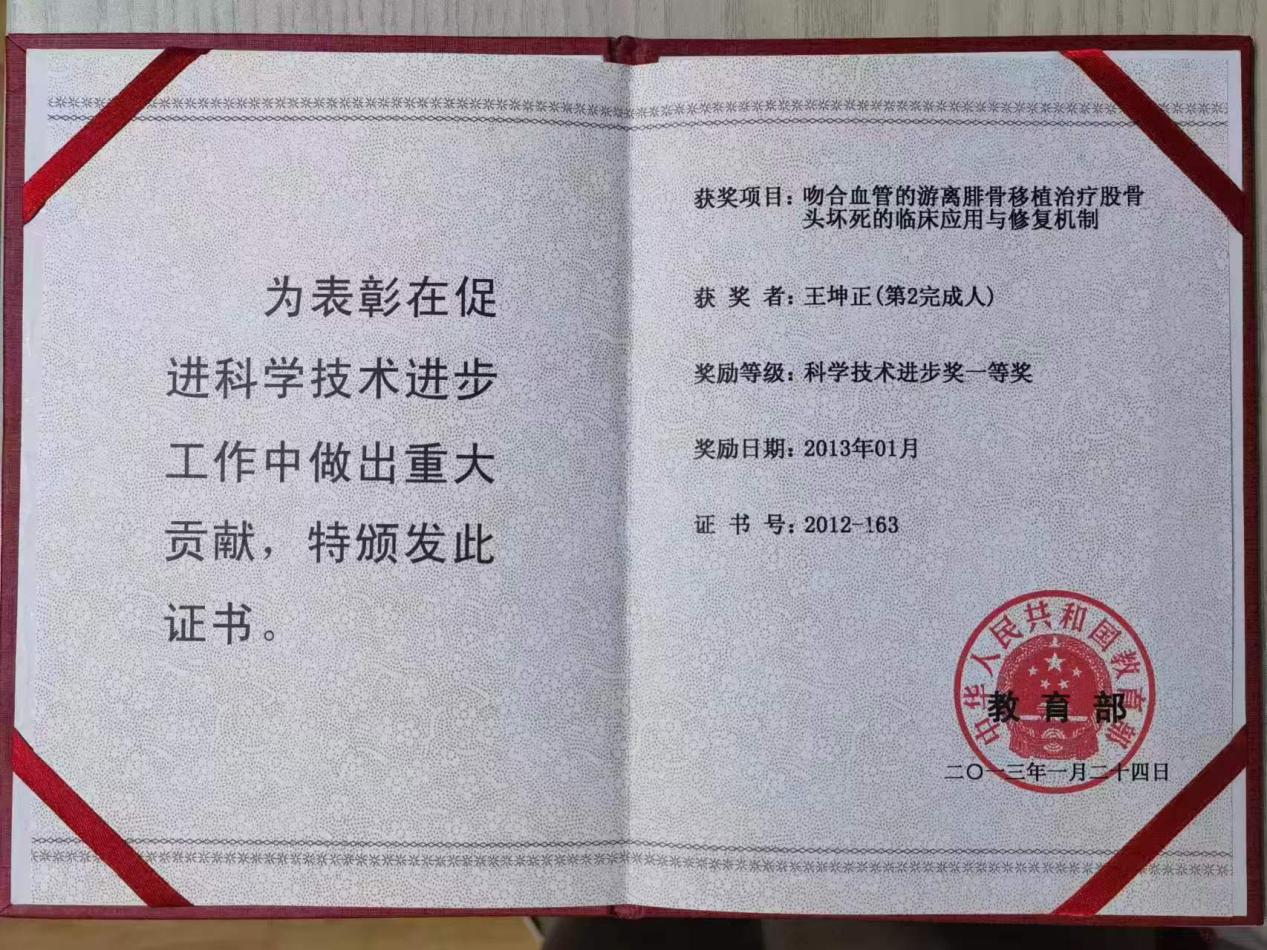 为表彰在促
进科学技术进步
工作中做出重大
贡献，特颁发此
证书。
获奖项目：吻合血管的游离腓骨移植治疗股骨
头坏死的临床应用与修复机制
获 奖 者：王坤正(第2完成人)
奖励等级：科学技术进步奖一等奖
奖励日期：2013年01月
证 书 号：2012-163
中华人民共和国教育部
教 育 部
二〇一三年一月二十四日